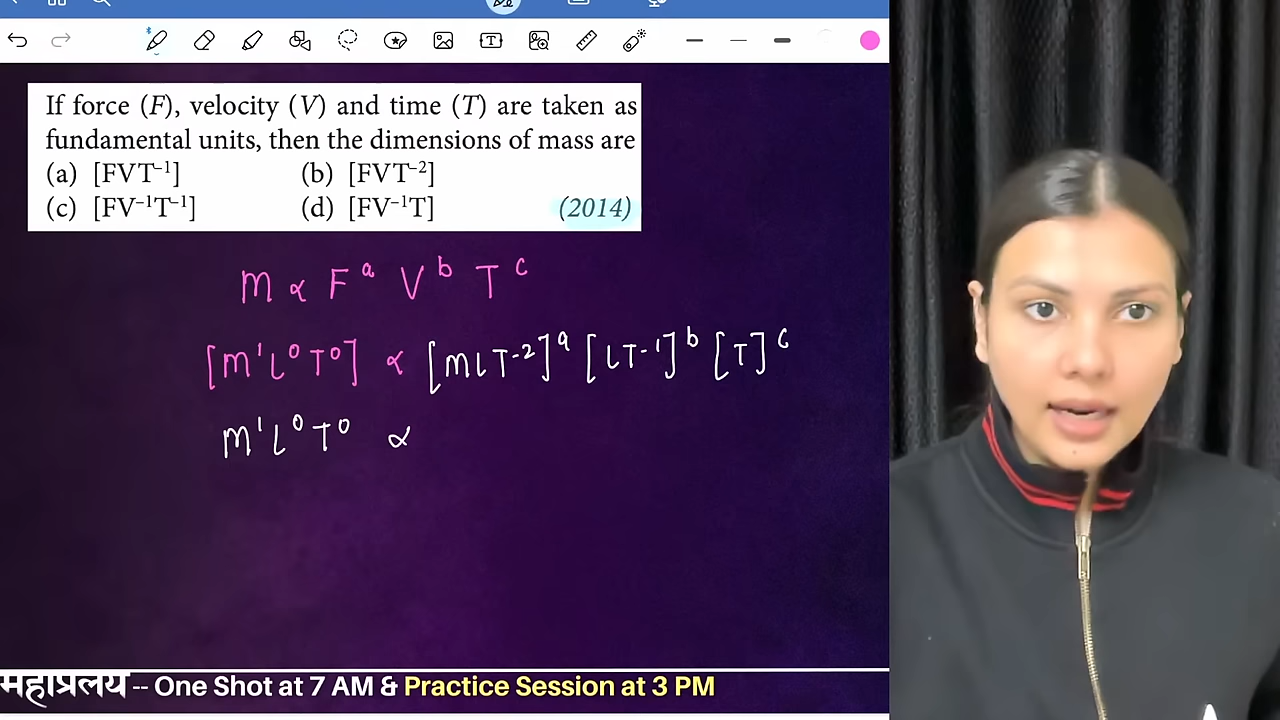 If force (F), velocity (V) and time (T) are taken as
fundamental units, then the dimensions of mass are
(a) [FVT⁻¹] (b) [FVT⁻²]
(c) [FV⁻¹T⁻¹] (d) [FV⁻¹T] (2014)
M ∝ Fᵃ Vᵇ Tᶜ
[M¹L⁰T⁰] ∝ [MLT⁻²]ᵃ [LT⁻¹]ᵇ [T]ᶜ
M¹L⁰T⁰ ∝
महाप्रलय -- One Shot at 7 AM & Practice Session at 3 PM